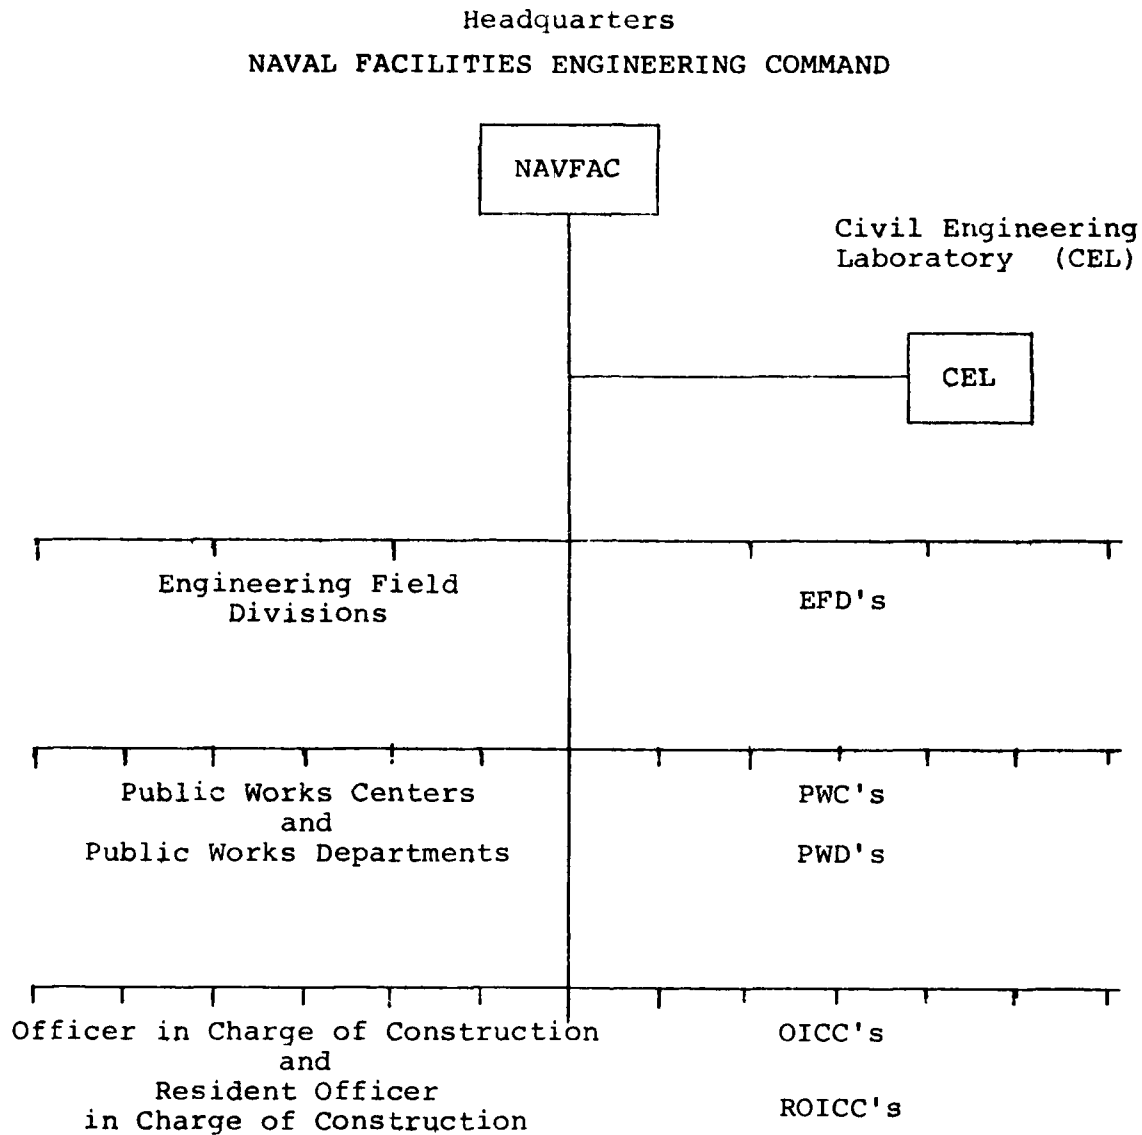 Headquarters
NAVAL FACILITIES ENGINEERING COMMAND
NAVFAC
Civil Engineering
Laboratory (CEL)
CEL
Engineering Field
Divisions
EFD's
Public Works Centers
and
Public Works Departments
PWC's
PWD's
Officer in Charge of Construction
and
Resident Officer
in Charge of Construction
OICC's
ROICC's